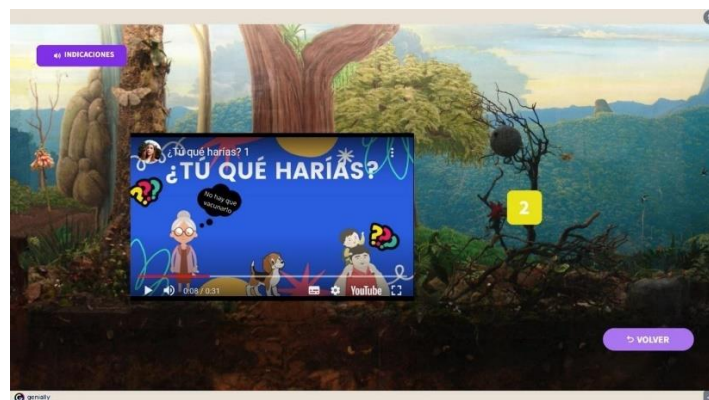 INDICACIONES
¿Tú qué harías? 1
¿TÚ QUÉ HARÍAS?
No hay que
vacunarlo
2
0:08 / 0:31
YouTube
VOLVER
genially